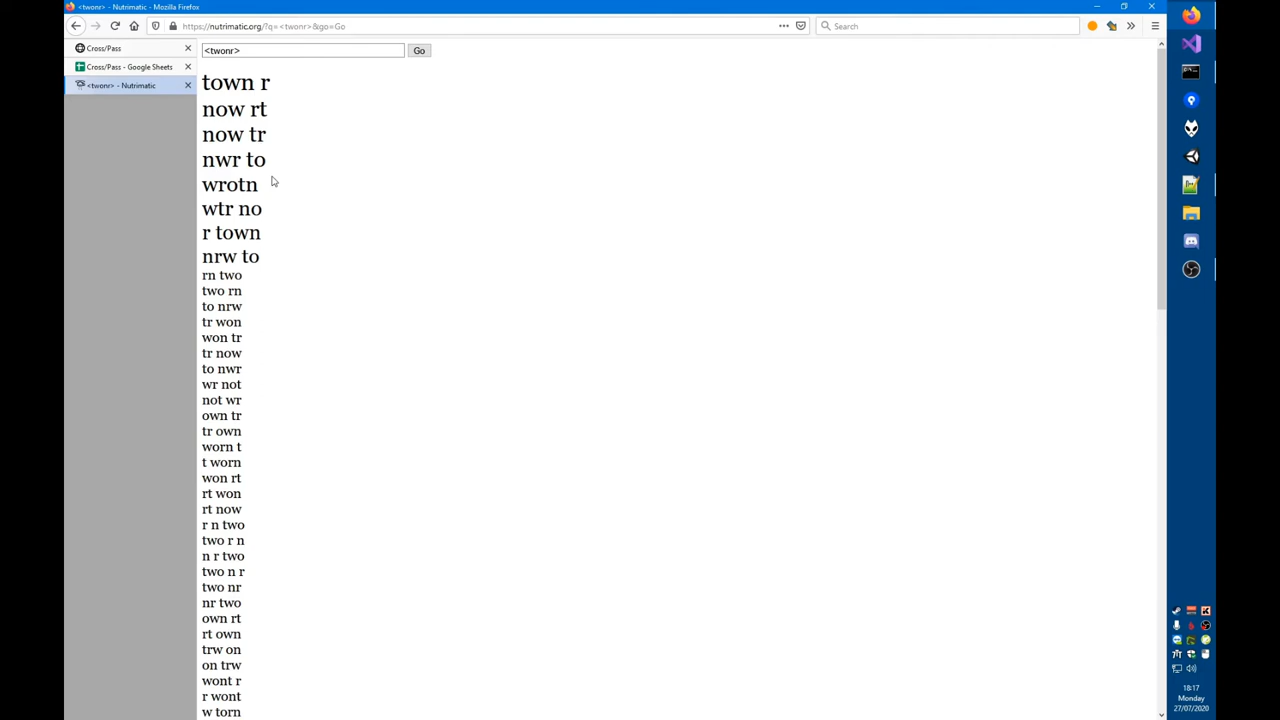 <twonr> - Nutrimatic - Mozilla Firefox
https://nutrimatic.org/?q=<twonr>&go=Go
Search
Cross/Pass
Cross/Pass - Google Sheets
<twonr> - Nutrimatic
<twonr>
Go
town r
now rt
now tr
nwr to
wrotn
wtr no
r town
nrw to
rn two
two rn
to nrw
tr won
won tr
tr now
to nwr
wr not
not wr
own tr
tr own
worn t
t worn
won rt
rt won
rt now
r n two
two r n
n r two
two n r
two nr
nr two
own rt
rt own
trw on
on trw
wont r
r wont
w torn
18:17
Monday
27/07/2020